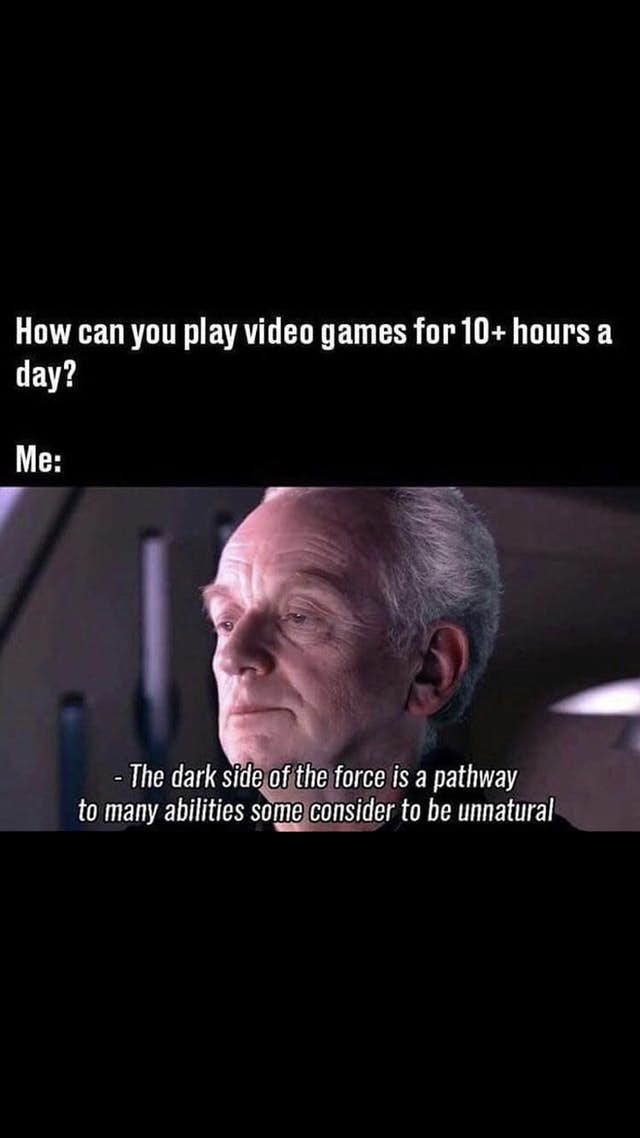 How can you play video games for 10+ hours a
day?
Me:
- The dark side of the force is a pathway
to many abilities some consider to be unnatural